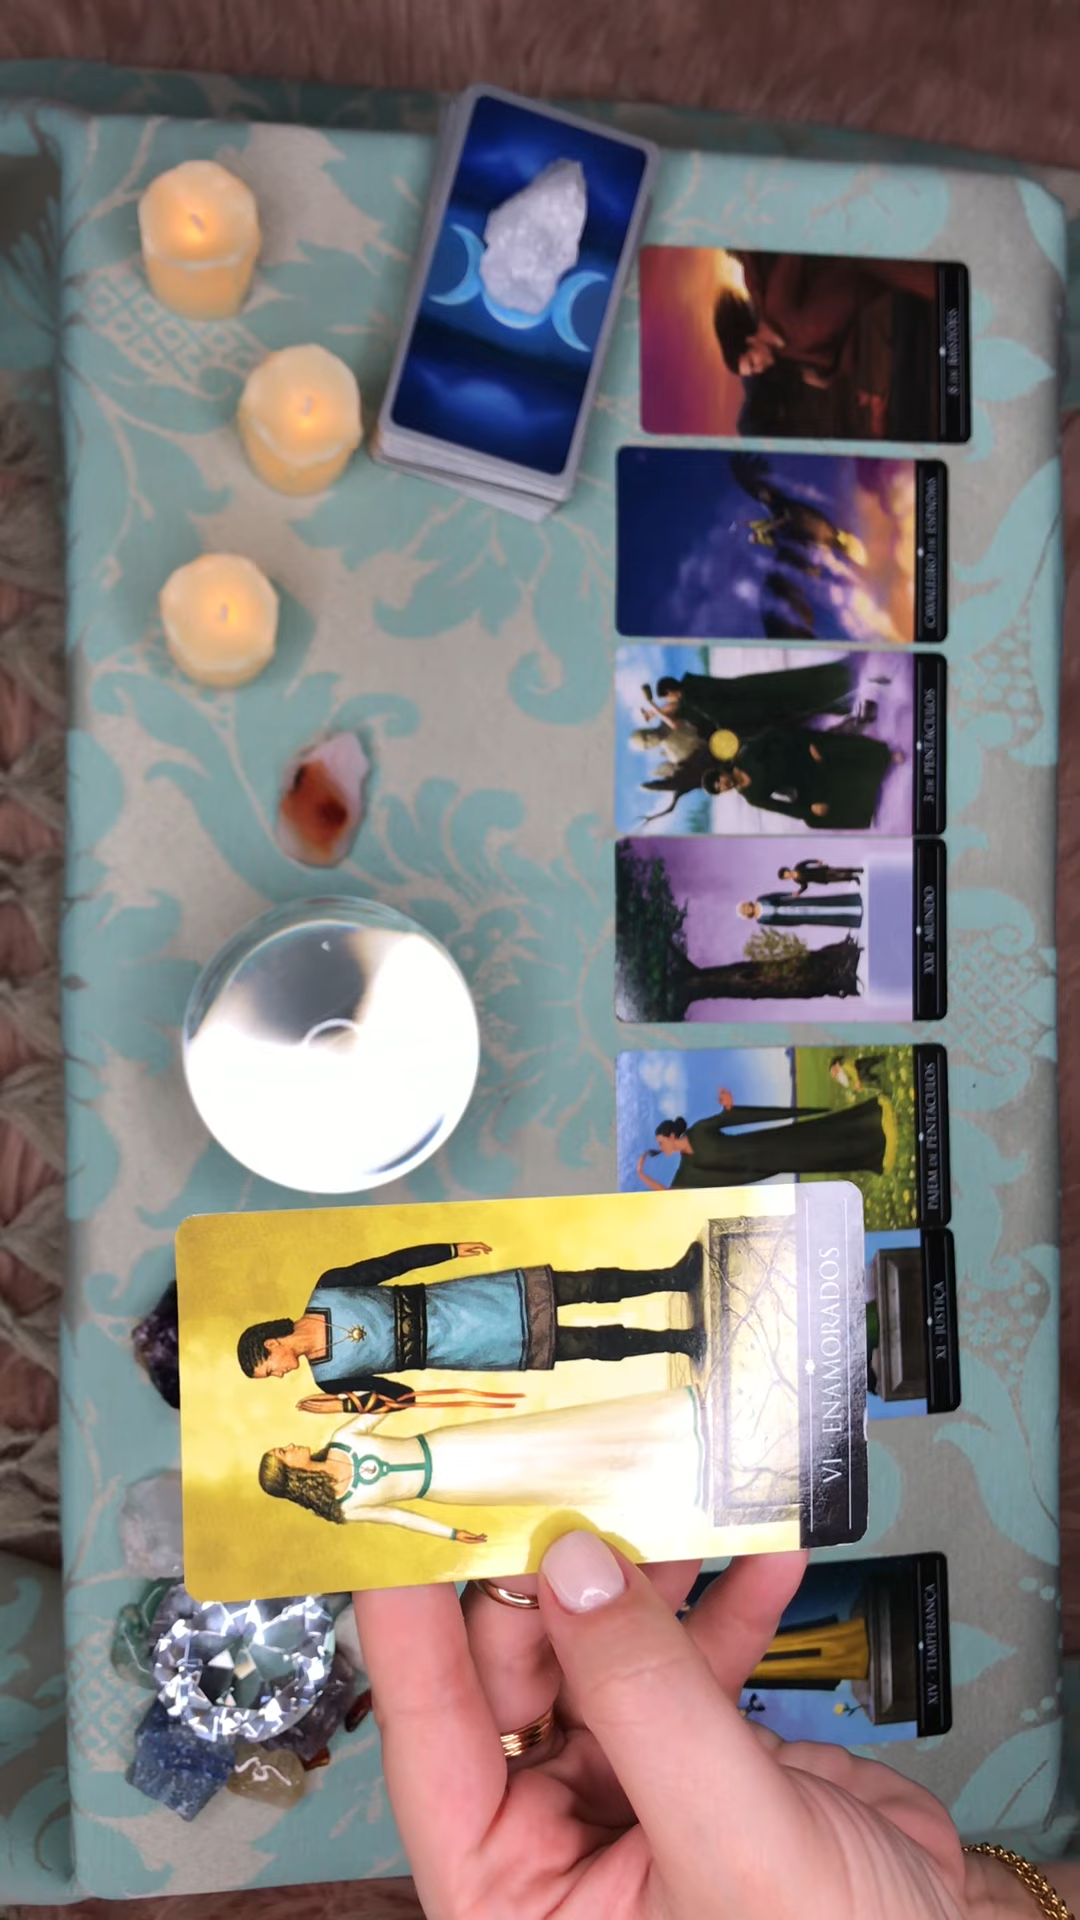 8 DE BASTÕES
CAVALEIRO DE ESPADAS
3 DE PENTÁCULOS
XXI - MUNDO
PAJEM DE PENTÁCULOS
XI - JUSTIÇA
VI - ENAMORADOS
XIV - TEMPERANÇA